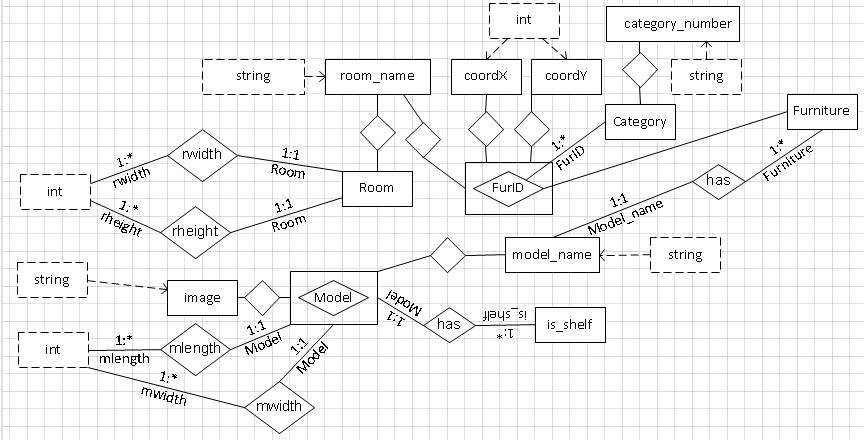 int
category_number
string
room_name
coordX
coordY
string
Furniture
Category
1:*
FurID
1:*
Furniture
1:*
rwidth
rwidth
1:1
Room
int
Room
FurID
has
1:*
rheight
rheight
1:1
Room
1:1
Model_name
model_name
string
string
image
Model
Model
1:1
has
is_shelf
1:*
is_shelf
int
1:*
mlength
mlength
1:1
Model
1:1
Model
1:*
mwidth
mwidth